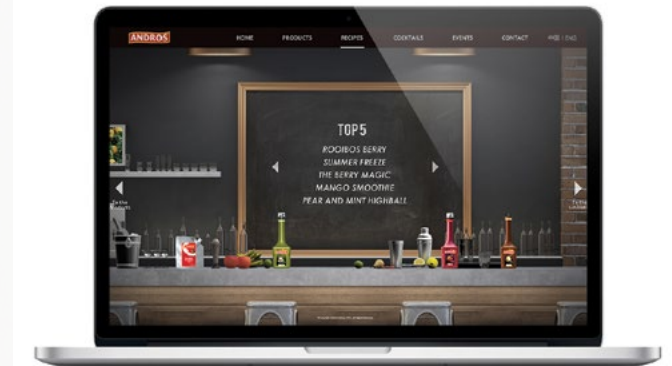 ANDROS
HOME PRODUCTS RECIPES COCKTAILS EVENTS CONTACT
ENG
TOP 5
ROOIBOS BERRY
SUMMER FREEZE
THE BERRY MAGIC
MANGO SMOOTHIE
PEAR AND MINT HIGHBALL